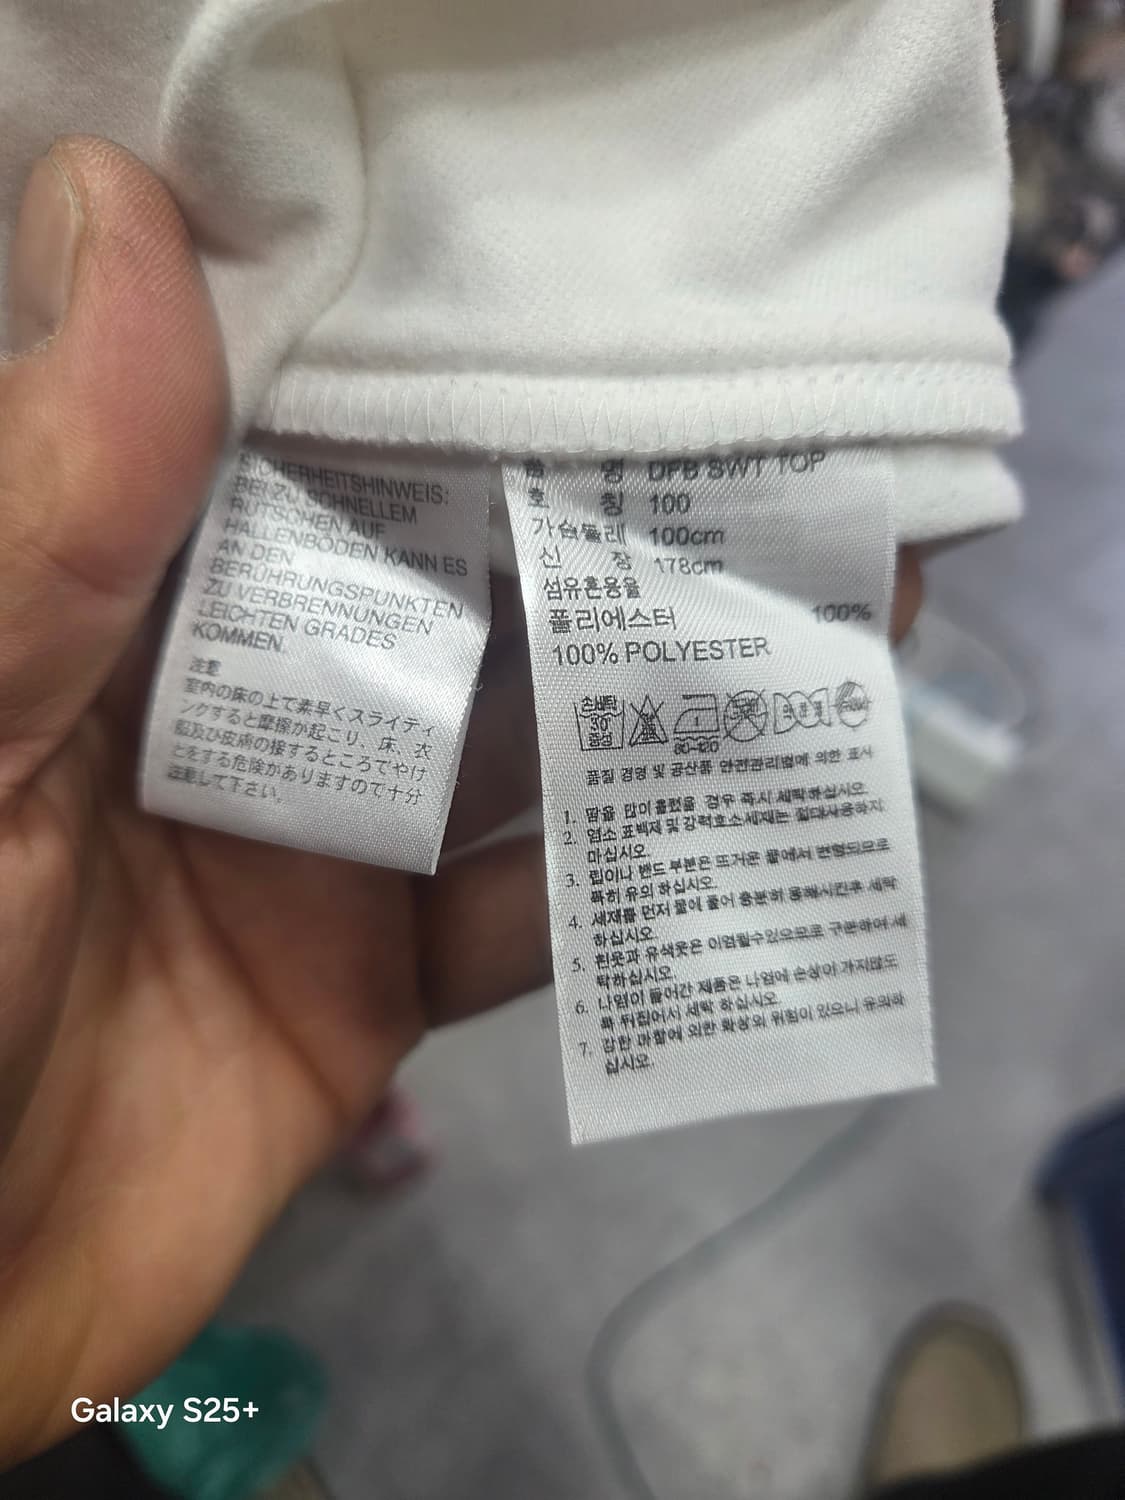 SICHERHEITSHINWEIS:
BEI ZU SCHNELLEM
RUTSCHEN AUF
HALLENBÖDEN KANN ES
AN DEN
BERÜHRUNGSPUNKTEN
ZU VERBRENNUNGEN
LEICHTEN GRADES
KOMMEN.
注意
室内の床の上で素早くスライディ
ングすると摩擦が起こり、床、衣
服及び皮膚の接するところでやけ
どをする危険がありますので十分
注意して下さい。
품 명 DFB SWT TOP
호 칭 100
가슴둘레 100cm
신 장 178cm
섬유혼용율
폴리에스터 100%
100% POLYESTER
손세탁
30
중성
80-120
품질 경영 및 공산품 안전관리법에 의한 표시
1. 땀을 많이 흘렸을 경우 즉시 세탁하십시오.
2. 염소 표백제 및 강력효소세제는 절대사용하지
마십시오.
3. 립이나 밴드 부분은 뜨거운 물에서 변형되므로
특히 유의 하십시오.
4. 세제를 먼저 물에 풀어 충분히 용해시킨후 세탁
하십시오.
5. 흰옷과 유색옷은 이염될수있으므로 구분하여 세
탁하십시오.
6. 나염이 들어간 제품은 나염에 손상이 가지않도
록 뒤집어서 세탁 하십시오.
7. 강한 마찰에 의한 화상의 위험이 있으니 유의하
십시오.
Galaxy S25+